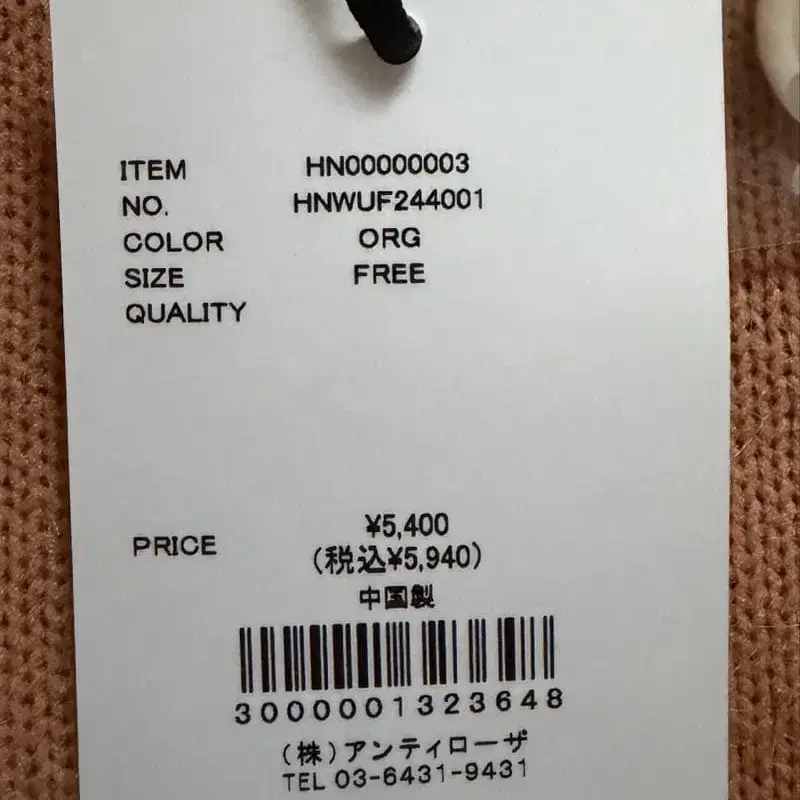 ITEM HN00000003
NO. HNWUF244001
COLOR ORG
SIZE FREE
QUALITY
PRICE ¥5,400
(税込¥5,940)
中国製
3000001323648
(株)アンティローザ
TEL 03-6431-9431